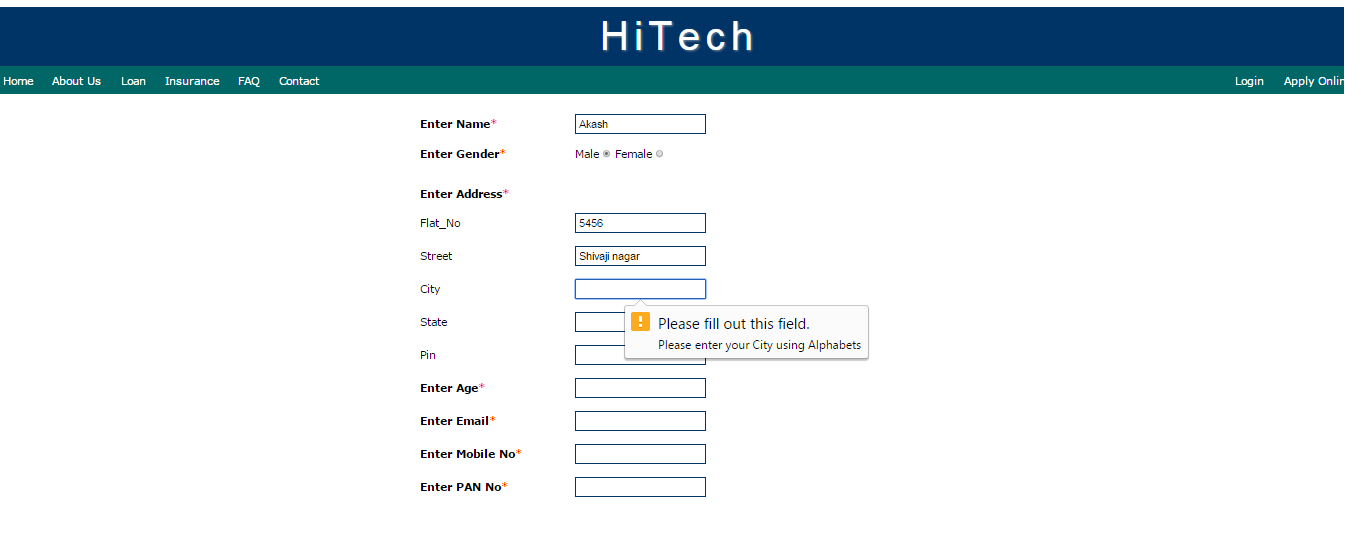 HiTech
Home About Us Loan Insurance FAQ Contact Login Apply Onlin
Enter Name* Akash
Enter Gender* Male Female
Enter Address*
Flat_No 5456
Street Shivaji nagar
City
Please fill out this field.
State
Please enter your City using Alphabets
Pin
Enter Age*
Enter Email*
Enter Mobile No*
Enter PAN No*